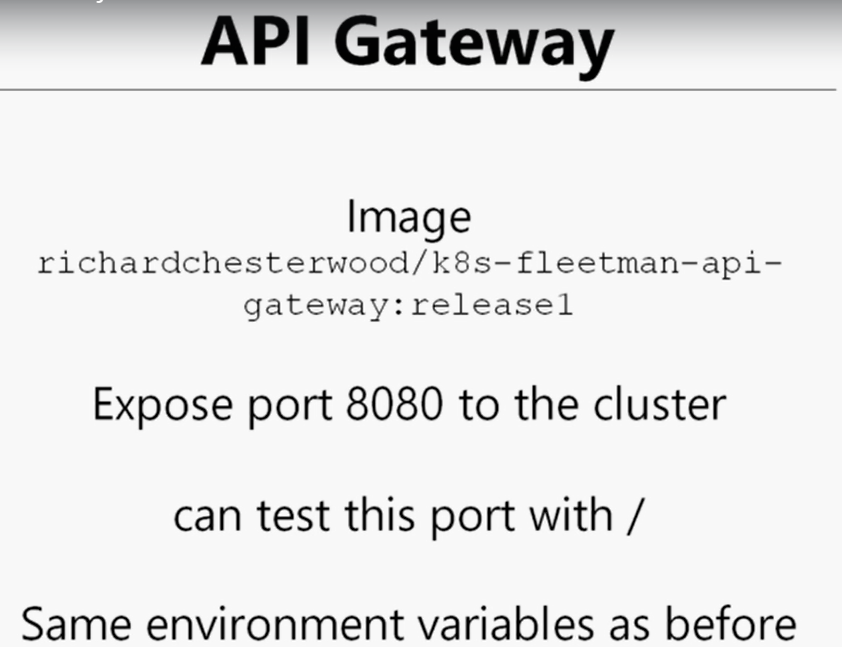 API Gateway
Image
richardchesterwood/k8s-fleetman-api-
gateway:release1
Expose port 8080 to the cluster
can test this port with /
Same environment variables as before